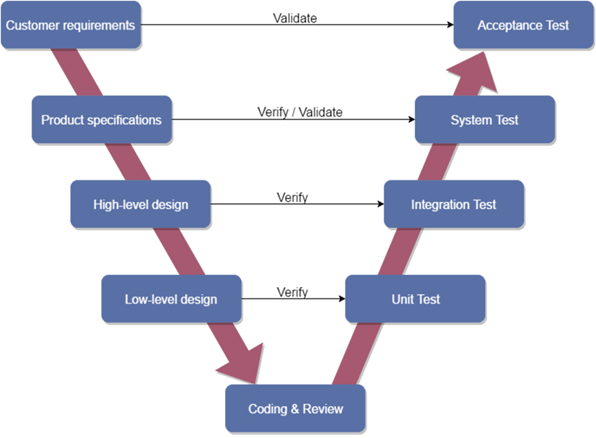 Customer requirements
Validate
Acceptance Test
Product specifications
Verify / Validate
System Test
High-level design
Verify
Integration Test
Low-level design
Verify
Unit Test
Coding & Review